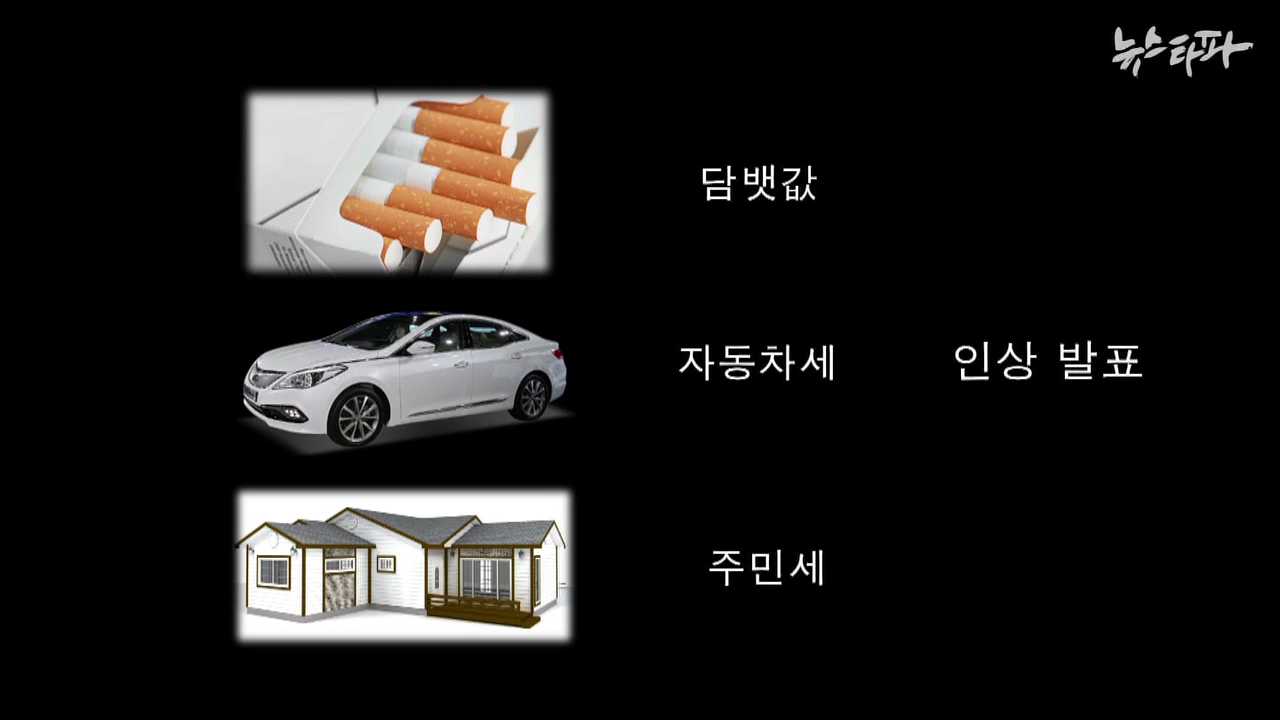 뉴스타파
담뱃값
자동차세
인상 발표
주민세